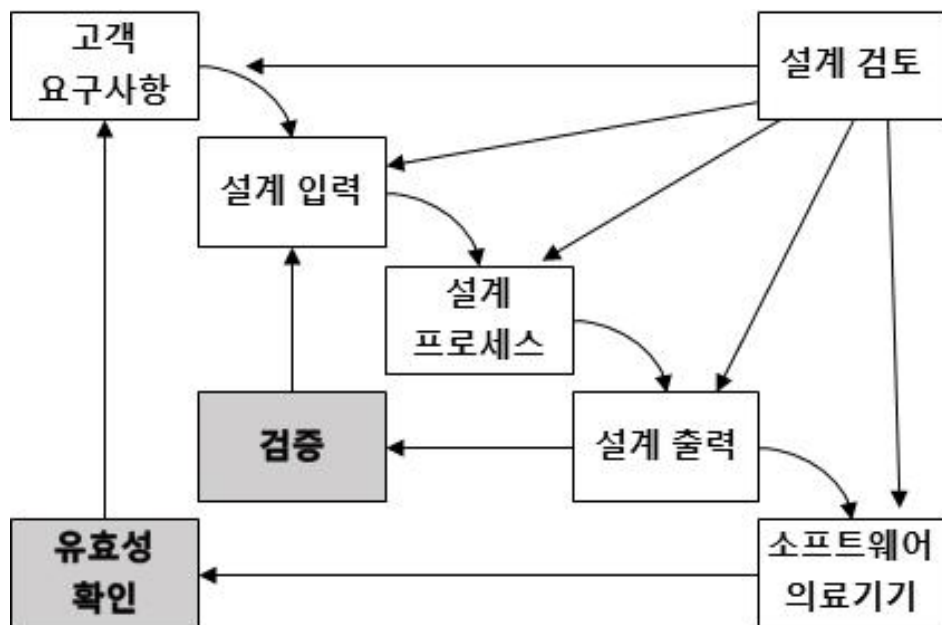 고객
요구사항
설계 검토
설계 입력
설계
프로세스
검증
설계 출력
유효성
확인
소프트웨어
의료기기